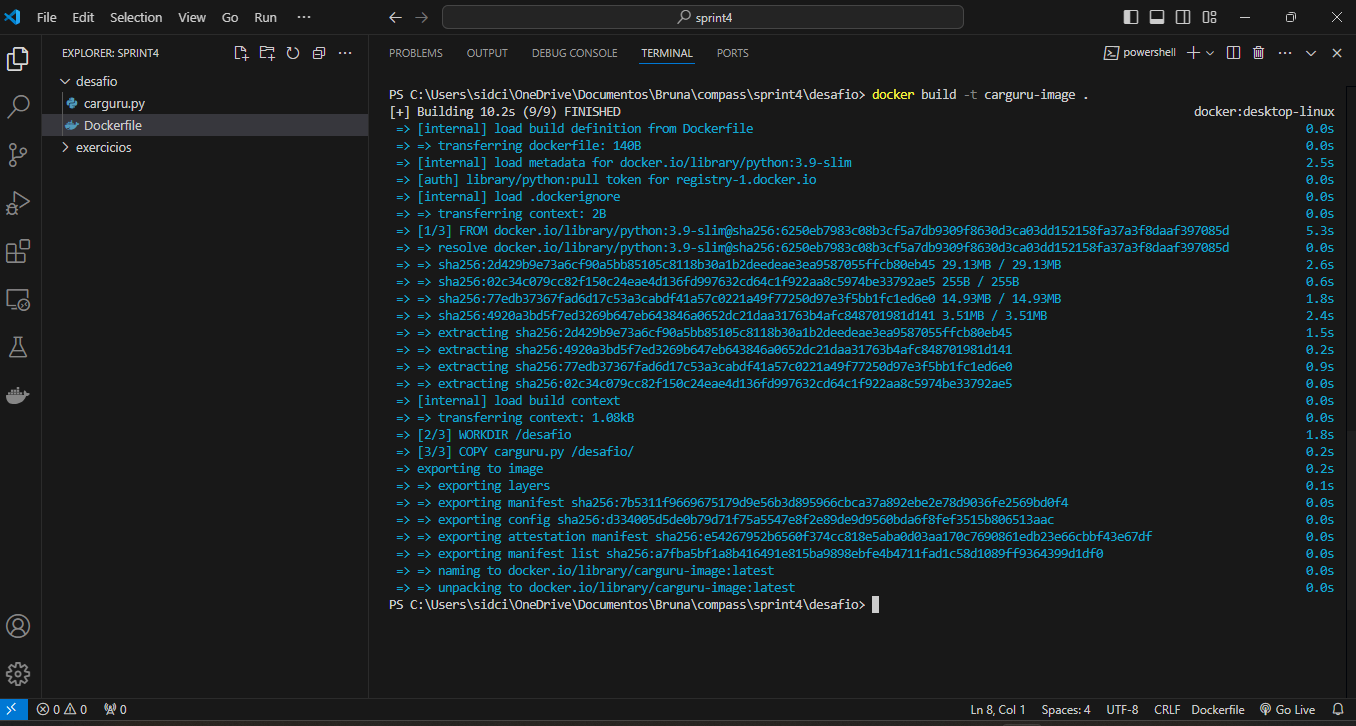 File Edit Selection View Go Run ··· sprint4
EXPLORER: SPRINT4
desafio
carguru.py
Dockerfile
exercicios
PROBLEMS OUTPUT DEBUG CONSOLE TERMINAL PORTS powershell
PS C:\Users\sidci\OneDrive\Documentos\Bruna\compass\sprint4\desafio> docker build -t carguru-image .
[+] Building 10.2s (9/9) FINISHED docker:desktop-linux
=> [internal] load build definition from Dockerfile 0.0s
=> => transferring dockerfile: 140B 0.0s
=> [internal] load metadata for docker.io/library/python:3.9-slim 2.5s
=> [auth] library/python:pull token for registry-1.docker.io 0.0s
=> [internal] load .dockerignore 0.0s
=> => transferring context: 2B 0.0s
=> [1/3] FROM docker.io/library/python:3.9-slim@sha256:6250eb7983c08b3cf5a7db9309f8630d3ca03dd152158fa37a3f8daaf397085d 5.3s
=> => resolve docker.io/library/python:3.9-slim@sha256:6250eb7983c08b3cf5a7db9309f8630d3ca03dd152158fa37a3f8daaf397085d 0.0s
=> => sha256:2d429b9e73a6cf90a5bb85105c8118b30a1b2deedeae3ea9587055ffcb80eb45 29.13MB / 29.13MB 2.6s
=> => sha256:02c34c079cc82f150c24eae4d136fd997632cd64c1f922aa8c5974be33792ae5 255B / 255B 0.6s
=> => sha256:77edb37367fad6d17c53a3cabdf41a57c0221a49f77250d97e3f5bb1fc1ed6e0 14.93MB / 14.93MB 1.8s
=> => sha256:4920a3bd5f7ed3269b647eb643846a0652dc21daa31763b4afc848701981d141 3.51MB / 3.51MB 2.4s
=> => extracting sha256:2d429b9e73a6cf90a5bb85105c8118b30a1b2deedeae3ea9587055ffcb80eb45 1.5s
=> => extracting sha256:4920a3bd5f7ed3269b647eb643846a0652dc21daa31763b4afc848701981d141 0.2s
=> => extracting sha256:77edb37367fad6d17c53a3cabdf41a57c0221a49f77250d97e3f5bb1fc1ed6e0 0.9s
=> => extracting sha256:02c34c079cc82f150c24eae4d136fd997632cd64c1f922aa8c5974be33792ae5 0.0s
=> [internal] load build context 0.0s
=> => transferring context: 1.08kB 0.0s
=> [2/3] WORKDIR /desafio 1.8s
=> [3/3] COPY carguru.py /desafio/ 0.2s
=> exporting to image 0.2s
=> => exporting layers 0.1s
=> => exporting manifest sha256:7b5311f9669675179d9e56b3d895966cbca37a892ebe2e78d9036fe2569bd0f4 0.0s
=> => exporting config sha256:d334005d5de0b79d71f75a5547e8f2e89de9d9560bda6f8fef3515b806513aac 0.0s
=> => exporting attestation manifest sha256:e54267952b6560f374cc818e5aba0d03aa170c7690861edb23e66cbbf43e67df 0.0s
=> => exporting manifest list sha256:a7fba5bf1a8b416491e815ba9898ebfe4b4711fad1c58d1089ff9364399d1df0 0.0s
=> => naming to docker.io/library/carguru-image:latest 0.0s
=> => unpacking to docker.io/library/carguru-image:latest 0.0s
PS C:\Users\sidci\OneDrive\Documentos\Bruna\compass\sprint4\desafio>
0 0 0 Ln 8, Col 1 Spaces: 4 UTF-8 CRLF Dockerfile Go Live